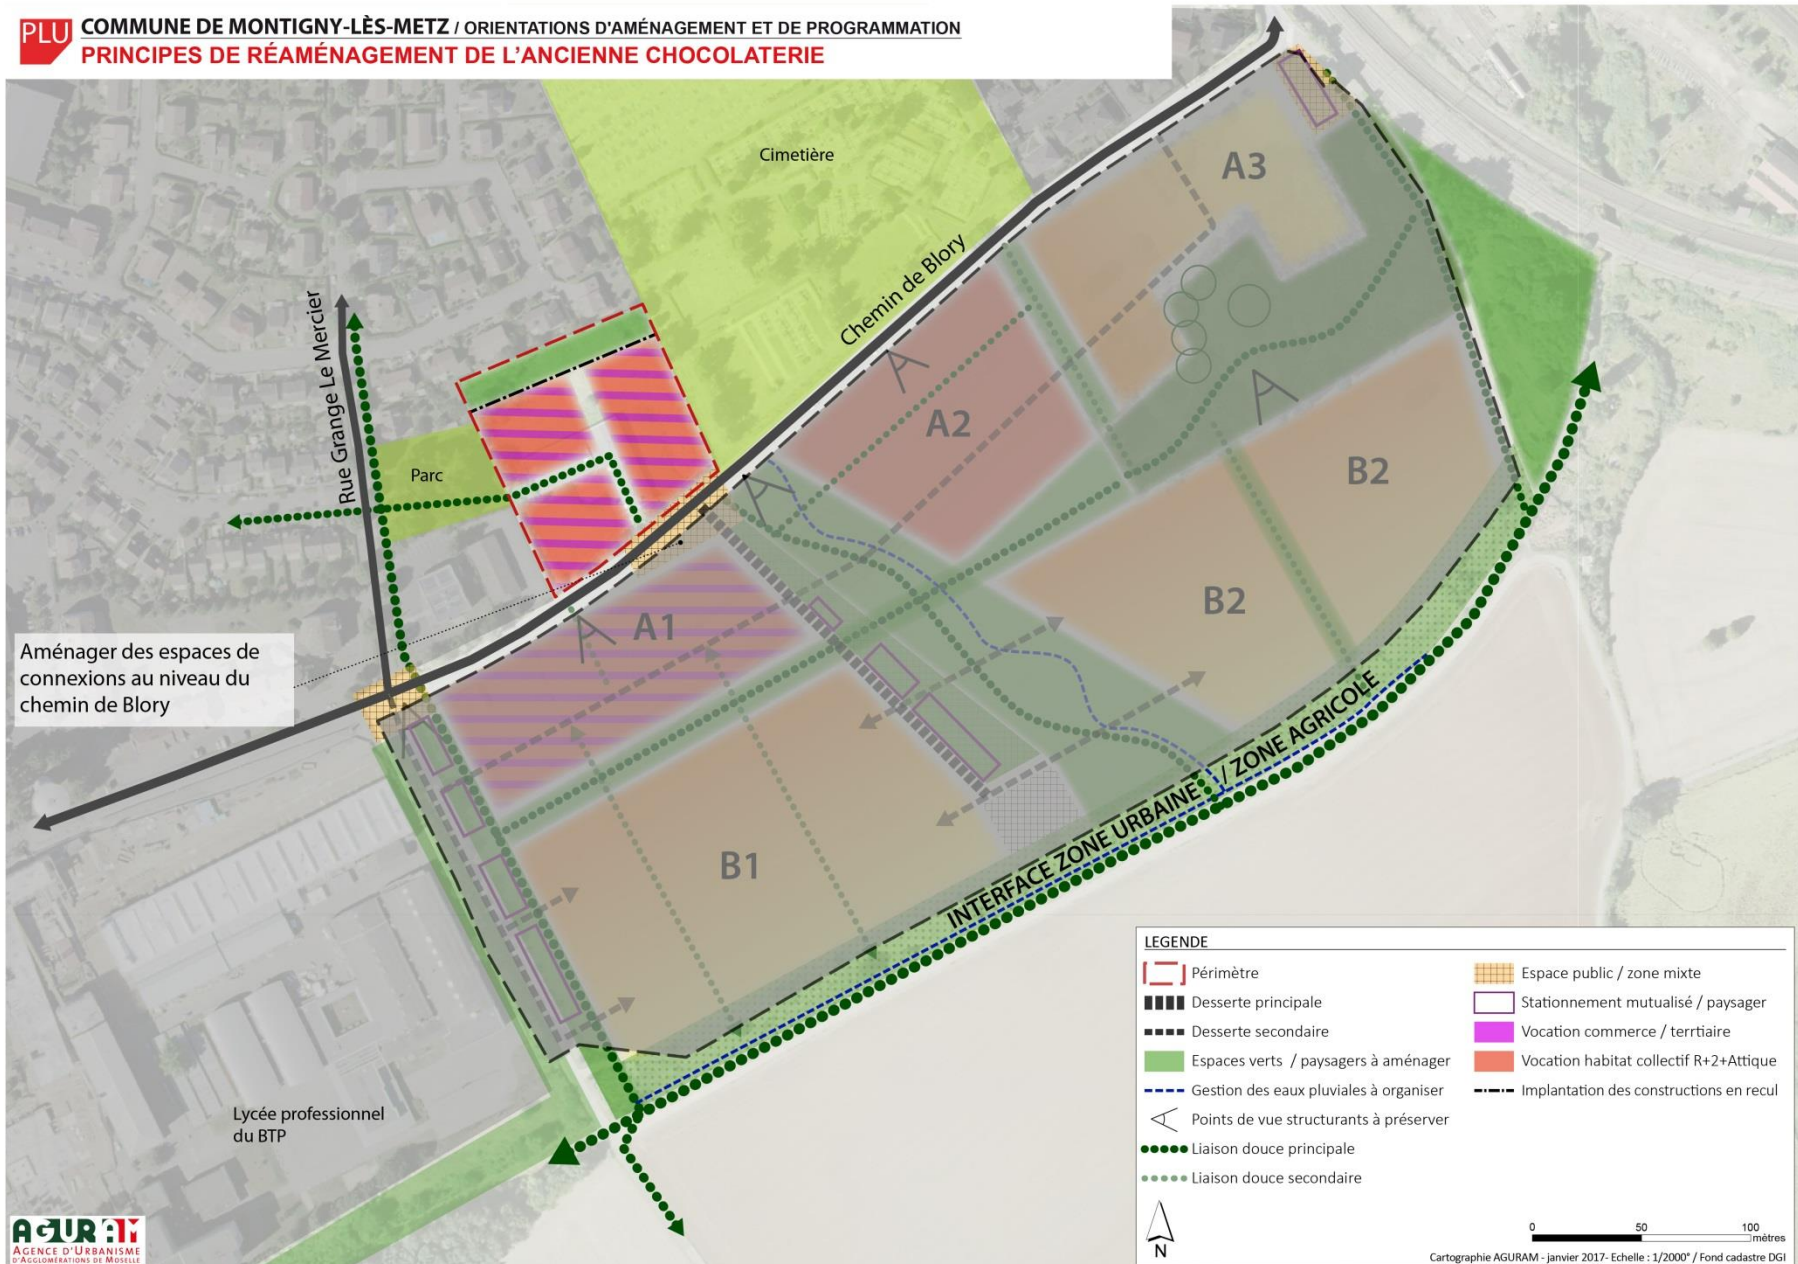 PLU COMMUNE DE MONTIGNY-LÈS-METZ / ORIENTATIONS D'AMÉNAGEMENT ET DE PROGRAMMATION
PRINCIPES DE RÉAMÉNAGEMENT DE L'ANCIENNE CHOCOLATERIE
Cimetière
A3
Chemin de Blory
Rue Grange Le Mercier
A2
Parc
B2
B2
A1
Aménager des espaces de
connexions au niveau du
chemin de Blory
B1
INTERFACE ZONE URBAINE / ZONE AGRICOLE
Lycée professionnel
du BTP
LEGENDE
Périmètre
Desserte principale
Desserte secondaire
Espaces verts / paysagers à aménager
Gestion des eaux pluviales à organiser
Points de vue structurants à préserver
Liaison douce principale
Liaison douce secondaire
Espace public / zone mixte
Stationnement mutualisé / paysager
Vocation commerce / terrtiaire
Vocation habitat collectif R+2+Attique
Implantation des constructions en recul
N
0 50 100
mètres
Cartographie AGURAM - janvier 2017- Echelle : 1/2000° / Fond cadastre DGI
AGURAM
AGENCE D'URBANISME
D'AGGLOMÉRATIONS DE MOSELLE